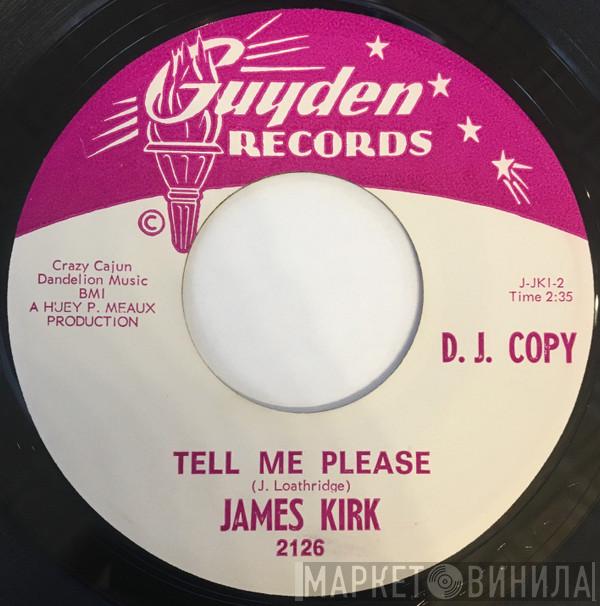 Guyden
RECORDS
©
Crazy Cajun
Dandelion Music
BMI
A HUEY P. MEAUX
PRODUCTION
J-JKI-2
Time 2:35
D. J. COPY
TELL ME PLEASE
(J. Loathridge)
JAMES KIRK
2126
МАРКЕТ ВИНИЛА